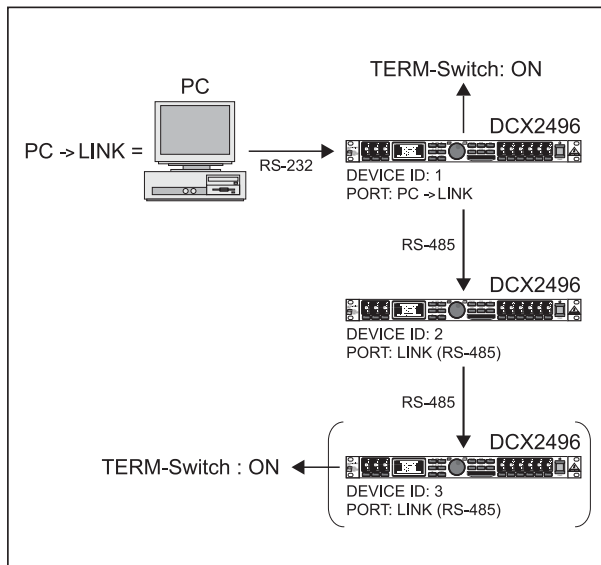 TERM-Switch: ON
PC
PC -> LINK =
RS-232
DCX2496
DEVICE ID: 1
PORT: PC -> LINK
RS-485
DCX2496
DEVICE ID: 2
PORT: LINK (RS-485)
RS-485
DCX2496
TERM-Switch : ON
DEVICE ID: 3
PORT: LINK (RS-485)